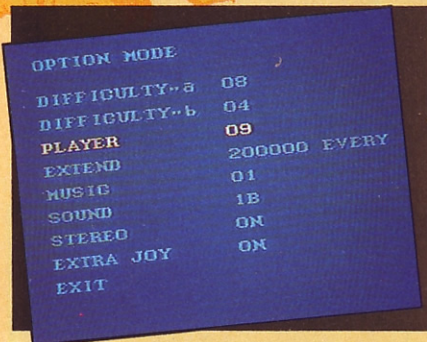 OPTION MODE
DIFFICULTY··a 08
DIFFICULTY··b 04
PLAYER 09
EXTEND 200000 EVERY
MUSIC 01
SOUND 1B
STEREO ON
EXTRA JOY ON
EXIT